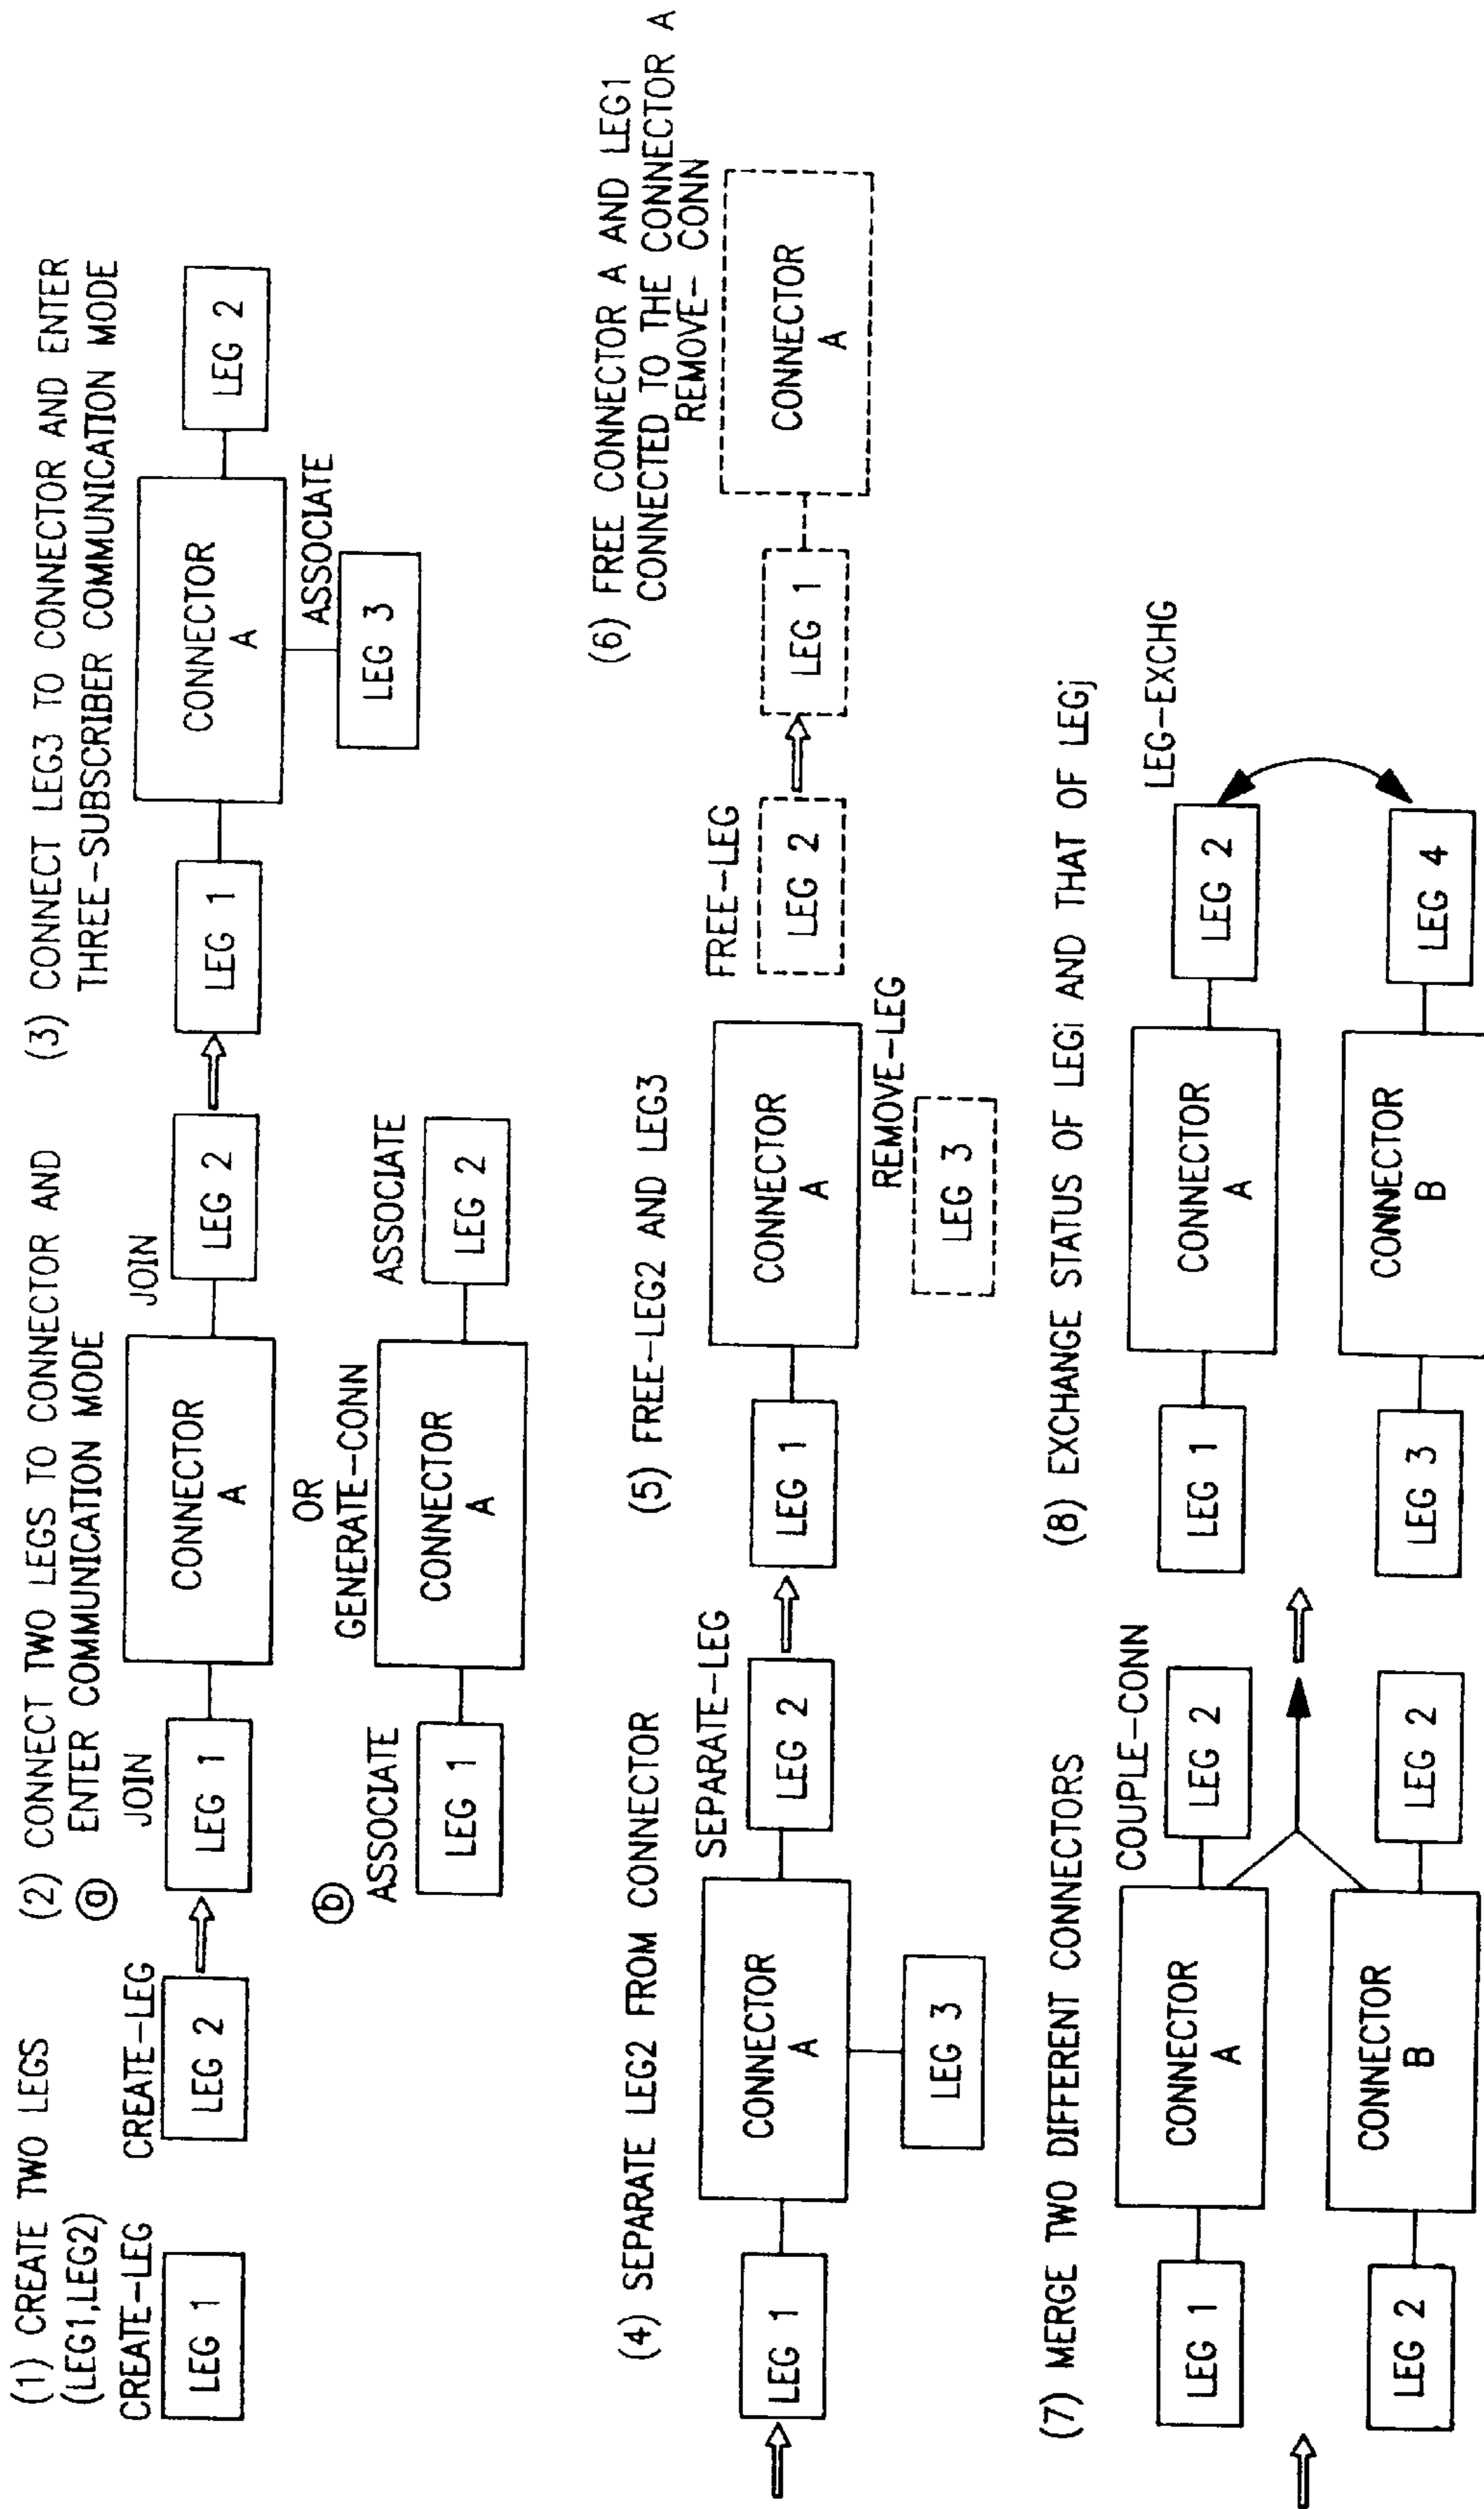 (1) CREATE TWO LEGS
(LEG1,LEG2)
CREATE-LEG
LEG 1
CREATE-LEG
LEG 2
(2) CONNECT TWO LEGS TO CONNECTOR AND
ⓐ ENTER COMMUNICATION MODE
JOIN
LEG 1
CONNECTOR
A
JOIN
LEG 2
OR
GENERATE-CONN
ⓑ
ASSOCIATE
LEG 1
CONNECTOR
A
ASSOCIATE
LEG 2
(3) CONNECT LEG3 TO CONNECTOR AND ENTER
THREE-SUBSCRIBER COMMUNICATION MODE
LEG 1
CONNECTOR
A
LEG 2
ASSOCIATE
LEG 3
(4) SEPARATE LEG2 FROM CONNECTOR
LEG 1
CONNECTOR
A
SEPARATE-LEG
LEG 2
LEG 3
(5) FREE-LEG2 AND LEG3
LEG 1
CONNECTOR
A
FREE-LEG
LEG 2
REMOVE-LEG
LEG 3
(6) FREE CONNECTOR A AND LEG1
CONNECTED TO THE CONNECTOR A
REMOVE- CONN
LEG 1
CONNECTOR
A
(7) MERGE TWO DIFFERENT CONNECTORS
COUPLE-CONN
LEG 1
CONNECTOR
A
LEG 2
LEG 2
CONNECTOR
B
LEG 2
(8) EXCHANGE STATUS OF LEGi AND THAT OF LEGj
LEG-EXCHG
LEG 1
CONNECTOR
A
LEG 2
LEG 3
CONNECTOR
B
LEG 4